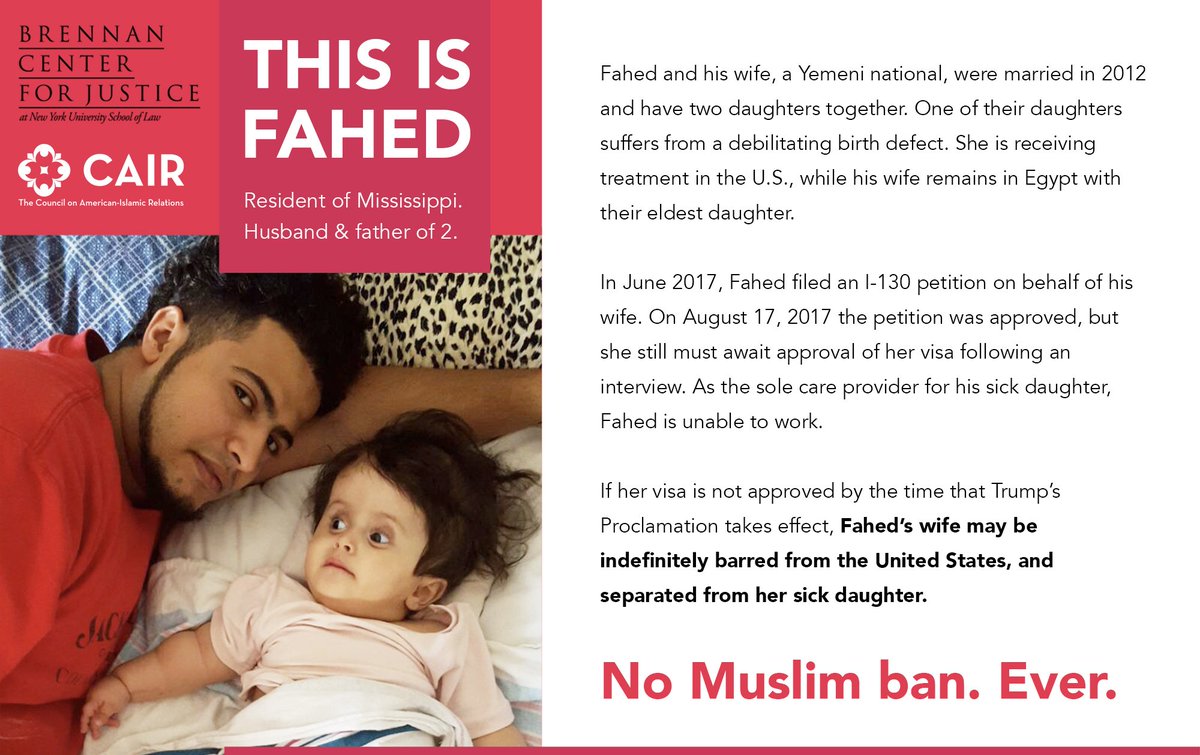 BRENNAN
CENTER
FOR JUSTICE
at New York University School of Law
CAIR
The Council on American-Islamic Relations
THIS IS
FAHED
Resident of Mississippi.
Husband & father of 2.
Fahed and his wife, a Yemeni national, were married in 2012
and have two daughters together. One of their daughters
suffers from a debilitating birth defect. She is receiving
treatment in the U.S., while his wife remains in Egypt with
their eldest daughter.
In June 2017, Fahed filed an I-130 petition on behalf of his
wife. On August 17, 2017 the petition was approved, but
she still must await approval of her visa following an
interview. As the sole care provider for his sick daughter,
Fahed is unable to work.
If her visa is not approved by the time that Trump’s
Proclamation takes effect, Fahed’s wife may be
indefinitely barred from the United States, and
separated from her sick daughter.
No Muslim ban. Ever.